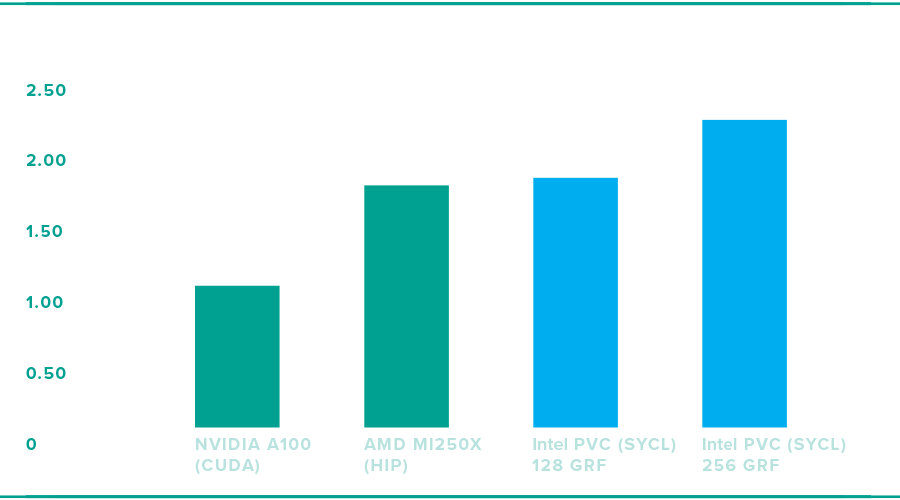 2.50
2.00
1.50
1.00
0.50
0
NVIDIA A100
(CUDA)
AMD MI250X
(HIP)
Intel PVC (SYCL)
128 GRF
Intel PVC (SYCL)
256 GRF